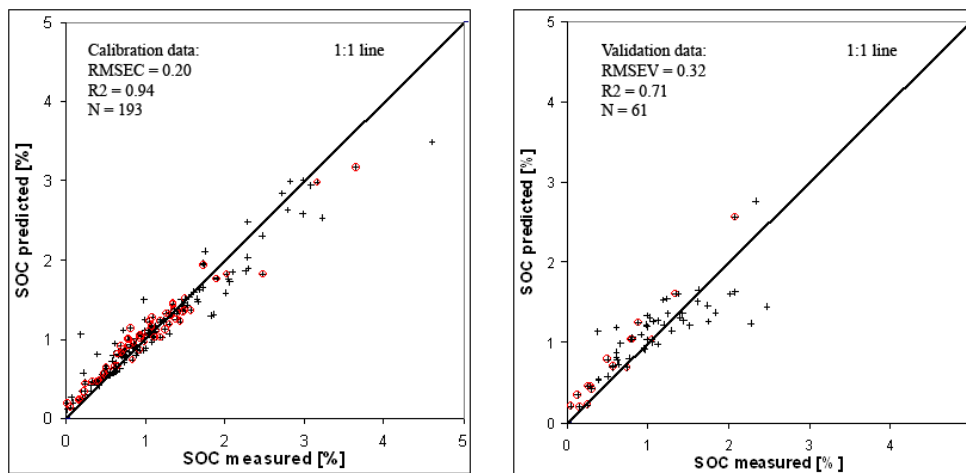 Calibration data:
1:1 line
RMSEC = 0.20
R2 = 0.94
N = 193
5
4
3
2
1
0
SOC predicted [%]
0 1 2 3 4 5
SOC measured [%]
Validation data:
1:1 line
RMSEV = 0.32
R2 = 0.71
N = 61
5
4
3
2
1
0
SOC predicted [%]
0 1 2 3 4
SOC measured [%]